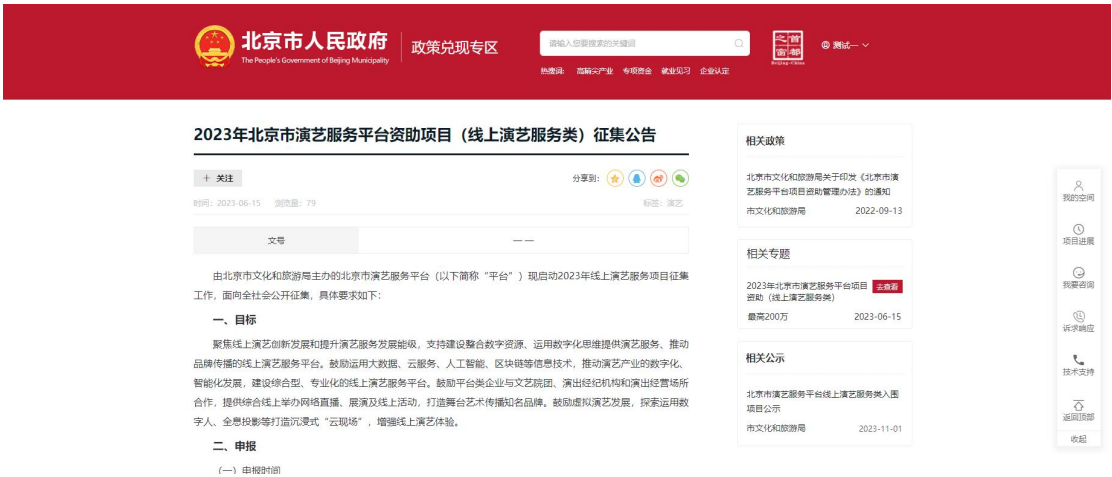 北京市人民政府
The People's Government of Beijing Municipality
政策兑现专区
请输入您要搜索的关键词
热搜词: 高精尖产业 专项资金 就业见习 企业认定
首都之窗
Beijing-China
测试一
2023年北京市演艺服务平台资助项目（线上演艺服务类）征集公告
+ 关注
分享到:
时间: 2023-06-15 浏览量: 79
标签: 演艺
文号
— —
由北京市文化和旅游局主办的北京市演艺服务平台（以下简称“平台”）现启动2023年线上演艺服务项目征集
工作，面向全社会公开征集，具体要求如下：
一、目标
聚焦线上演艺创新发展和提升演艺服务发展能级，支持建设整合数字资源、运用数字化思维提供演艺服务、推动
品牌传播的线上演艺服务平台。鼓励运用大数据、云服务、人工智能、区块链等信息技术，推动演艺产业的数字化、
智能化发展，建设综合型、专业化的线上演艺服务平台。鼓励平台类企业与文艺院团、演出经纪机构和演出经营场所
合作，提供综合线上举办网络直播、展演及线上活动，打造舞台艺术传播知名品牌。鼓励虚拟演艺发展，探索运用数
字人、全息投影等打造沉浸式“云现场”，增强线上演艺体验。
二、申报
（一）申报时间
相关政策
北京市文化和旅游局关于印发《北京市演
艺服务平台项目资助管理办法》的通知
市文化和旅游局 2022-09-13
相关专题
2023年北京市演艺服务平台项目 去查看
资助（线上演艺服务类）
最高200万 2023-06-15
相关公示
北京市演艺服务平台线上演艺服务类入围
项目公示
市文化和旅游局 2023-11-01
我的空间
项目进展
我要咨询
诉求响应
技术支持
返回顶部
收起